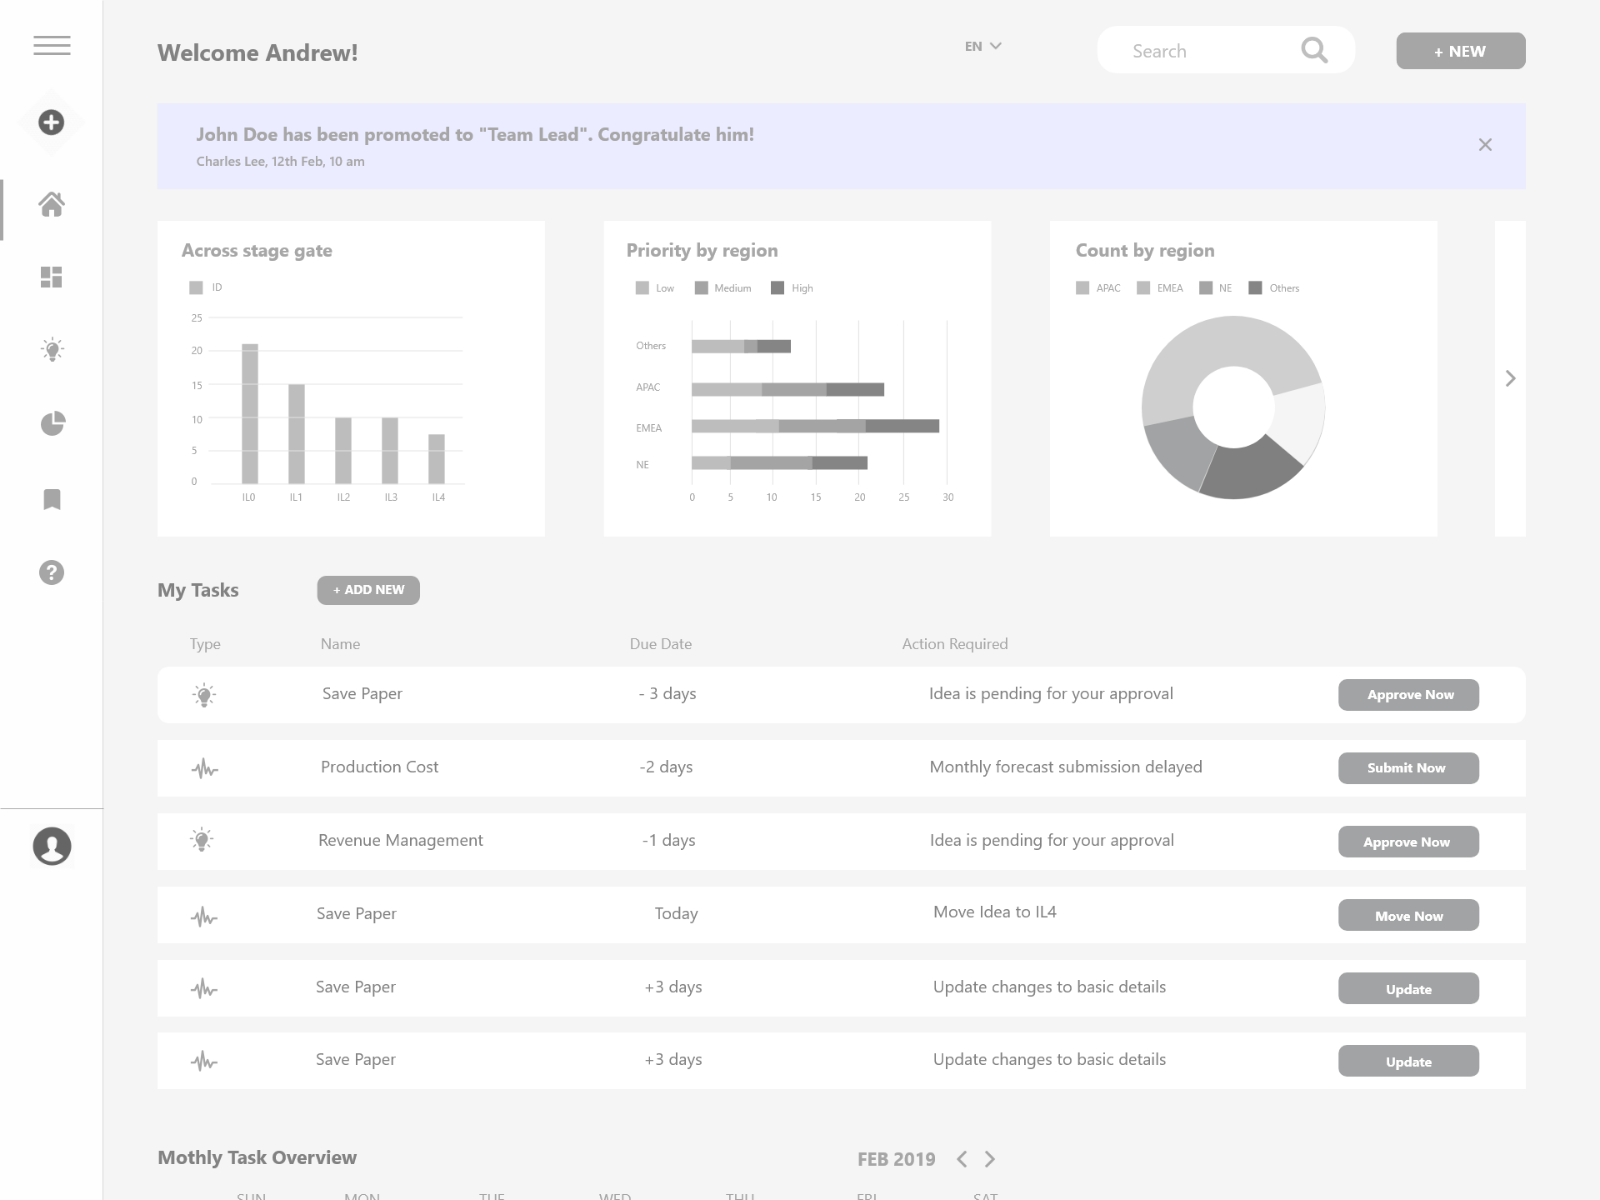 Welcome Andrew!
EN
Search
+ NEW
John Doe has been promoted to "Team Lead". Congratulate him!
Charles Lee, 12th Feb, 10 am
Across stage gate
ID
25
20
15
10
5
0
IL0 IL1 IL2 IL3 IL4
Priority by region
Low Medium High
Others
APAC
EMEA
NE
0 5 10 15 20 25 30
Count by region
APAC EMEA NE Others
My Tasks
+ ADD NEW
Type Name Due Date Action Required
Save Paper - 3 days Idea is pending for your approval Approve Now
Production Cost -2 days Monthly forecast submission delayed Submit Now
Revenue Management -1 days Idea is pending for your approval Approve Now
Save Paper Today Move Idea to IL4 Move Now
Save Paper +3 days Update changes to basic details Update
Save Paper +3 days Update changes to basic details Update
Mothly Task Overview
FEB 2019
SUN MON TUE WED THU FRI SAT